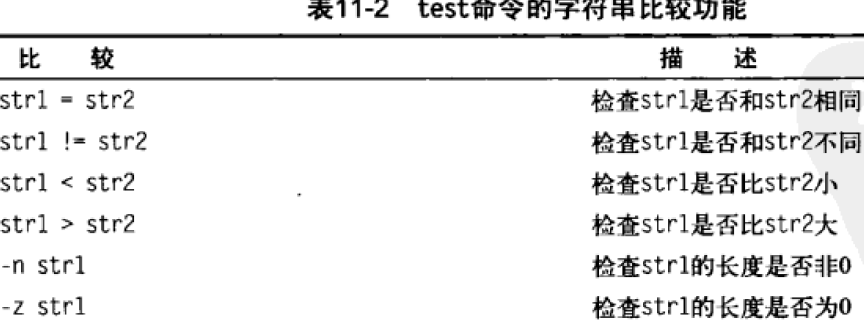 表11-2 test命令的字符串比较功能
比 较 描 述
str1 = str2 检查str1是否和str2相同
str1 != str2 检查str1是否和str2不同
str1 < str2 检查str1是否比str2小
str1 > str2 检查str1是否比str2大
-n str1 检查str1的长度是否非0
-z str1 检查str1的长度是否为0